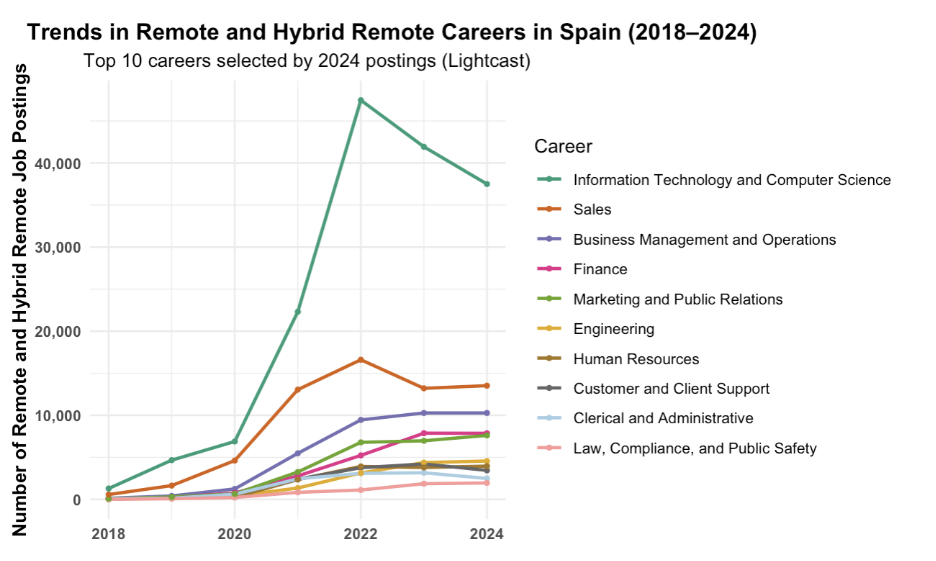 Trends in Remote and Hybrid Remote Careers in Spain (2018–2024)
Top 10 careers selected by 2024 postings (Lightcast)
Number of Remote and Hybrid Remote Job Postings
40,000
30,000
20,000
10,000
0
2018
2020
2022
2024
Career
Information Technology and Computer Science
Sales
Business Management and Operations
Finance
Marketing and Public Relations
Engineering
Human Resources
Customer and Client Support
Clerical and Administrative
Law, Compliance, and Public Safety